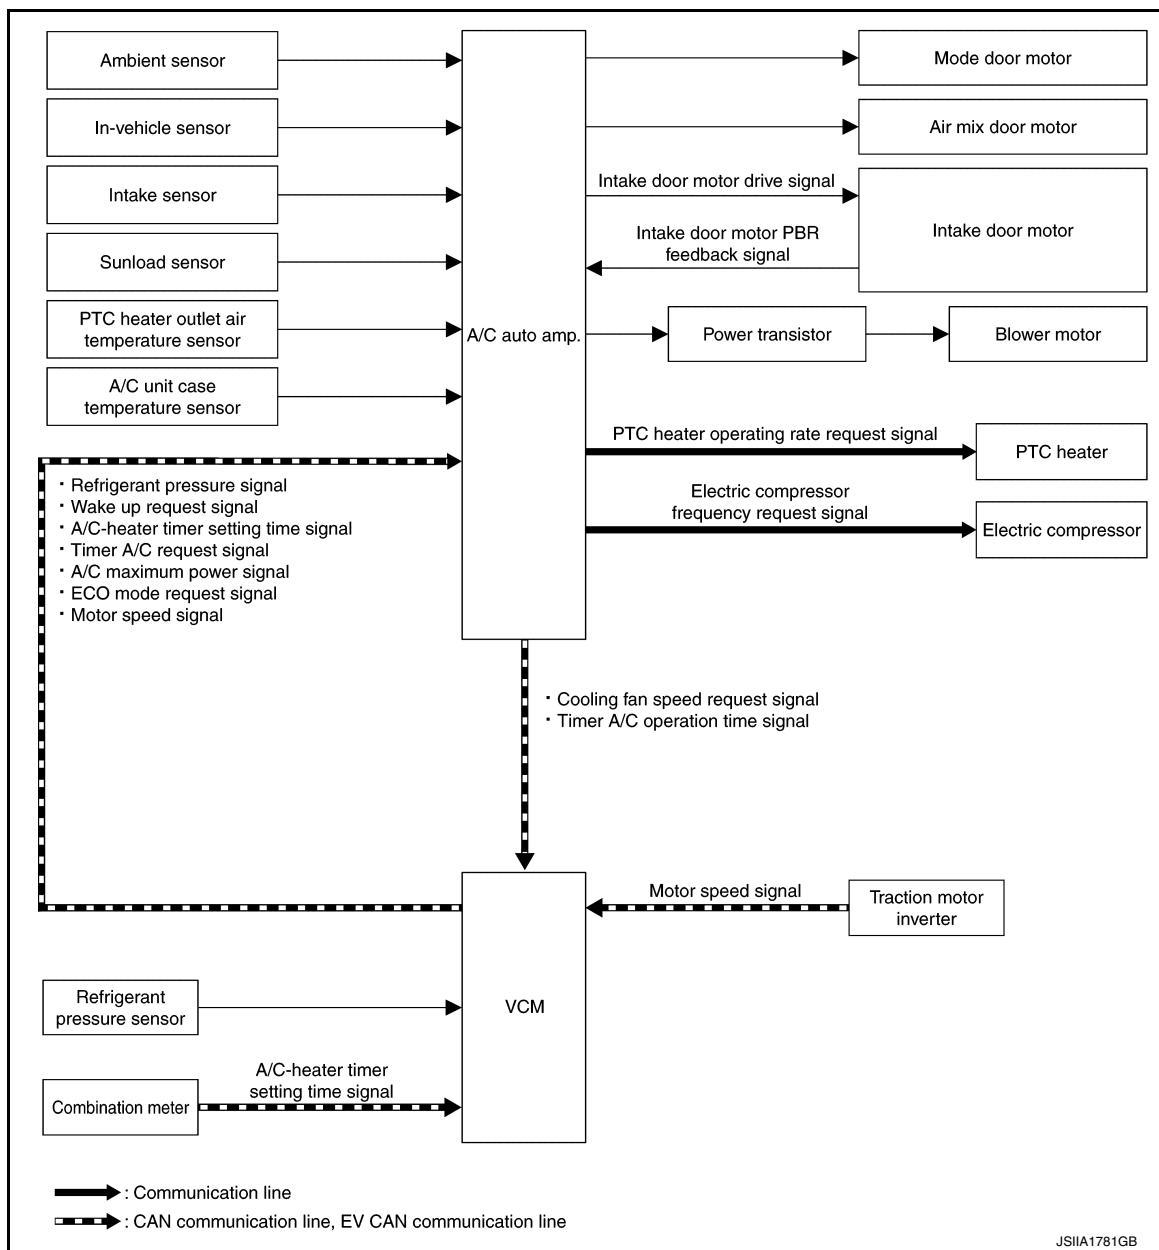 Ambient sensor
In-vehicle sensor
Intake sensor
Sunload sensor
PTC heater outlet air
temperature sensor
A/C unit case
temperature sensor
A/C auto amp.
Mode door motor
Air mix door motor
Intake door motor drive signal
Intake door motor PBR
feedback signal
Intake door motor
Power transistor
Blower motor
PTC heater operating rate request signal
PTC heater
Electric compressor
frequency request signal
Electric compressor
· Refrigerant pressure signal
· Wake up request signal
· A/C-heater timer setting time signal
· Timer A/C request signal
· A/C maximum power signal
· ECO mode request signal
· Motor speed signal
· Cooling fan speed request signal
· Timer A/C operation time signal
Motor speed signal
Traction motor
inverter
VCM
Refrigerant
pressure sensor
A/C-heater timer
setting time signal
Combination meter
: Communication line
: CAN communication line, EV CAN communication line
JSIIA1781GB